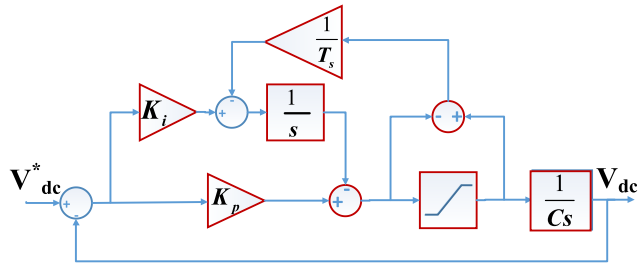 1
T_s
K_i
1
s
- +
+ -
-
V*_dc
+
-
K_p
-
+
1
Cs
V_dc